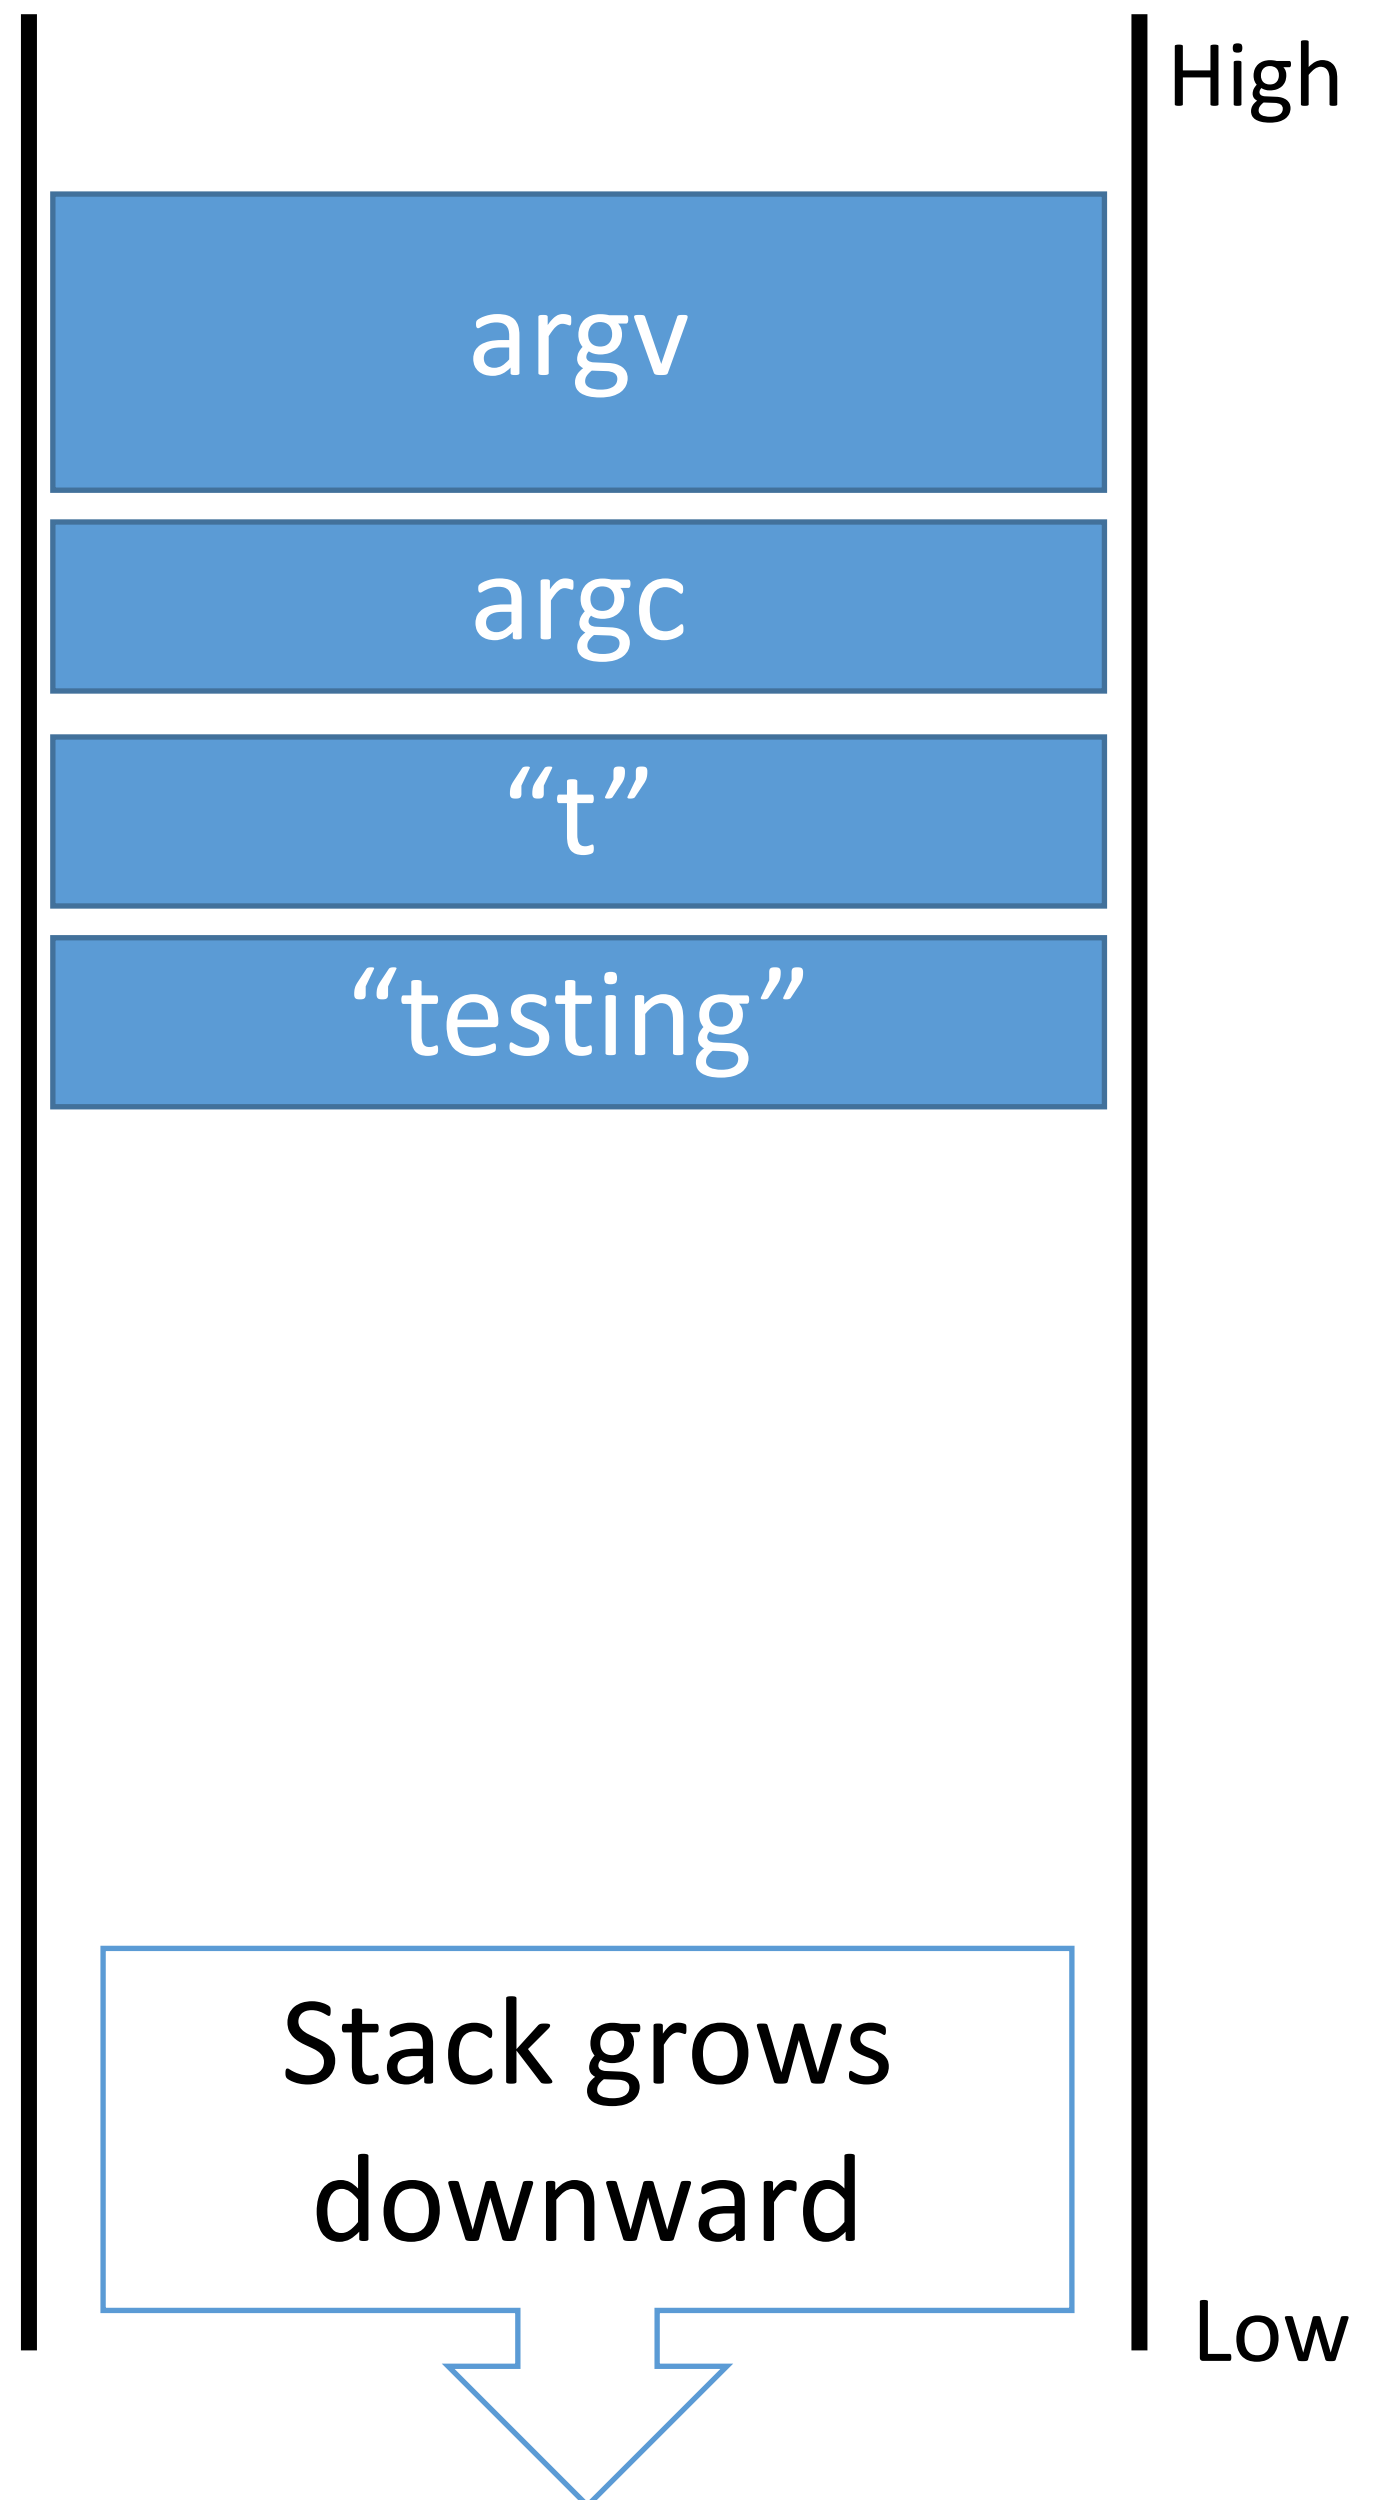 High
argv
argc
“t”
“testing”
Stack grows
downward
Low